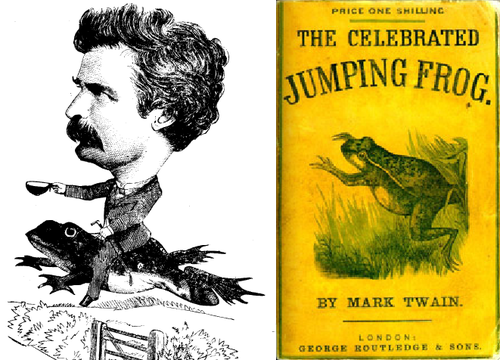 PRICE ONE SHILLING
THE CELEBRATED
JUMPING FROG.
BY MARK TWAIN.
LONDON:
GEORGE ROUTLEDGE & SONS.